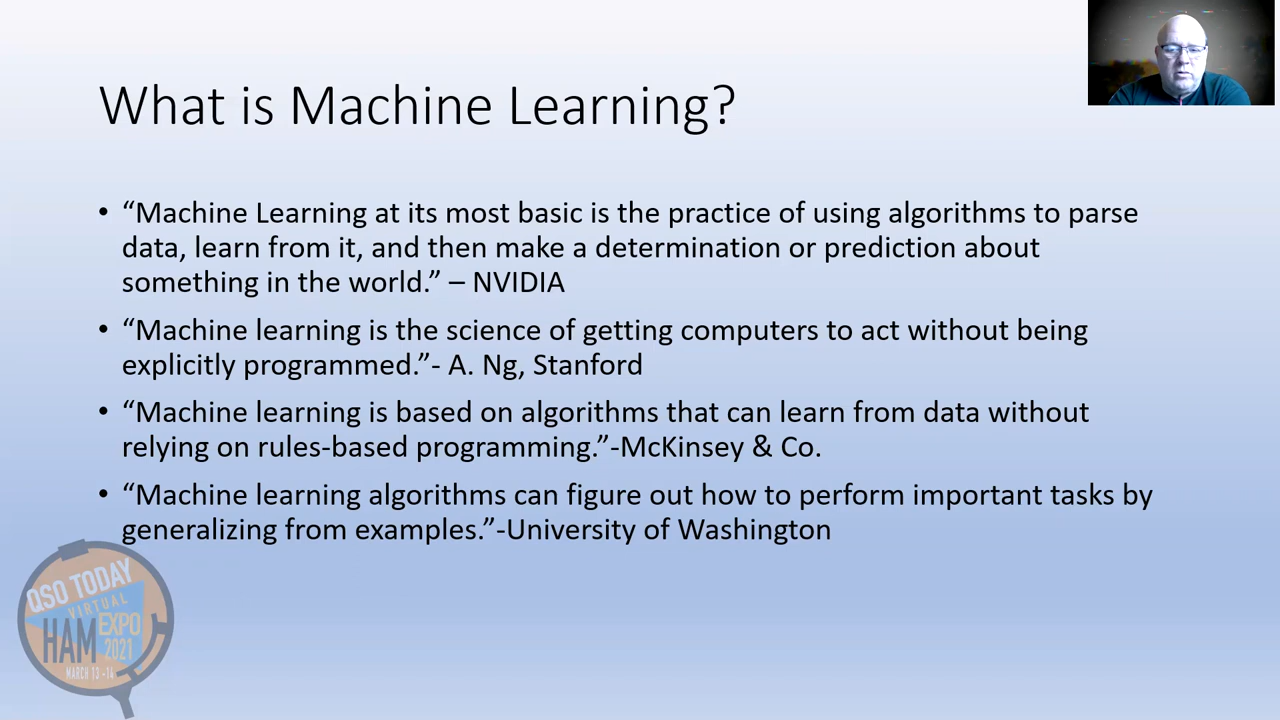 What is Machine Learning?
• “Machine Learning at its most basic is the practice of using algorithms to parse
data, learn from it, and then make a determination or prediction about
something in the world.” – NVIDIA
• “Machine learning is the science of getting computers to act without being
explicitly programmed.”- A. Ng, Stanford
• “Machine learning is based on algorithms that can learn from data without
relying on rules-based programming.”-McKinsey & Co.
• “Machine learning algorithms can figure out how to perform important tasks by
generalizing from examples.”-University of Washington
QSO TODAY
VIRTUAL
HAM EXPO
2021
MARCH 13 -14